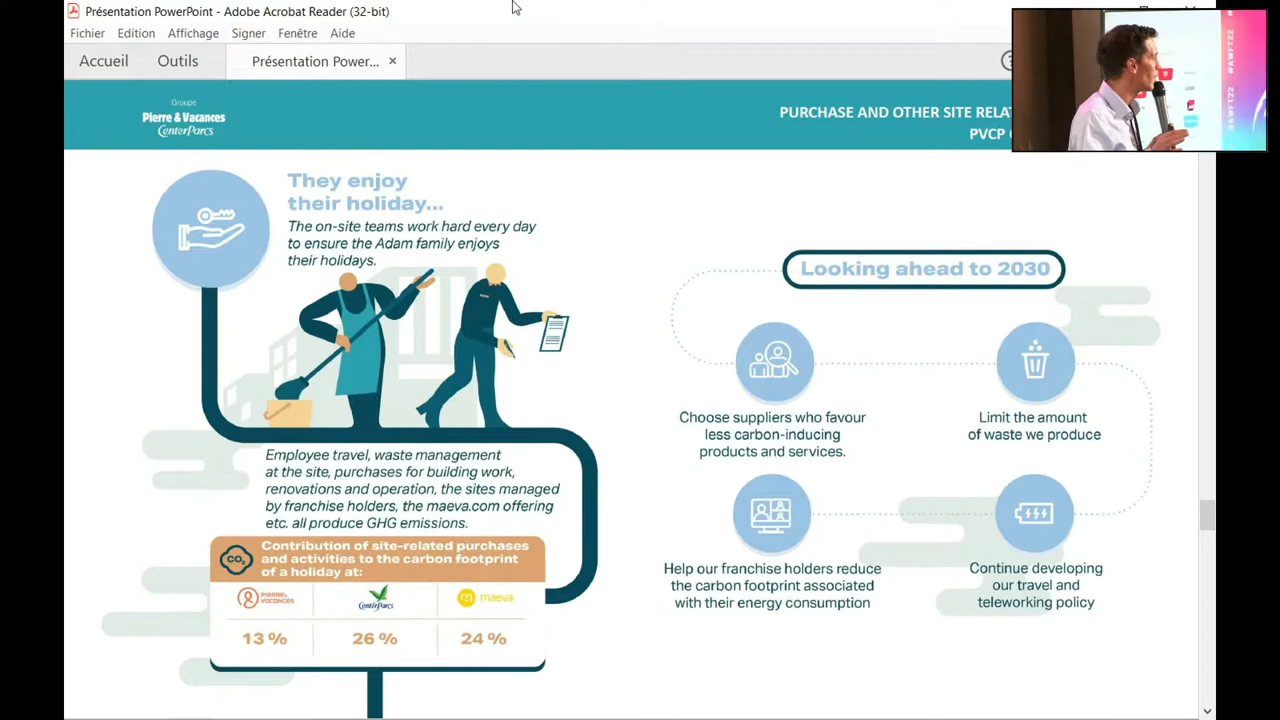 Présentation PowerPoint - Adobe Acrobat Reader (32-bit)
Fichier Edition Affichage Signer Fenêtre Aide
Accueil Outils Présentation Power... ×
Groupe
Pierre & Vacances
CenterParcs
PURCHASE AND OTHER SITE RELA
PVCP
They enjoy
their holiday...
The on-site teams work hard every day
to ensure the Adam family enjoys
their holidays.
Employee travel, waste management
at the site, purchases for building work,
renovations and operation, the sites managed
by franchise holders, the maeva.com offering
etc. all produce GHG emissions.
CO₂
Contribution of site-related purchases
and activities to the carbon footprint
of a holiday at:
PIERRE & VACANCES
CenterParcs
maeva
13 % 26 % 24 %
Looking ahead to 2030
Choose suppliers who favour
less carbon-inducing
products and services.
Limit the amount
of waste we produce
Help our franchise holders reduce
the carbon footprint associated
with their energy consumption
Continue developing
our travel and
teleworking policy
#AWFT22
#AWFT22